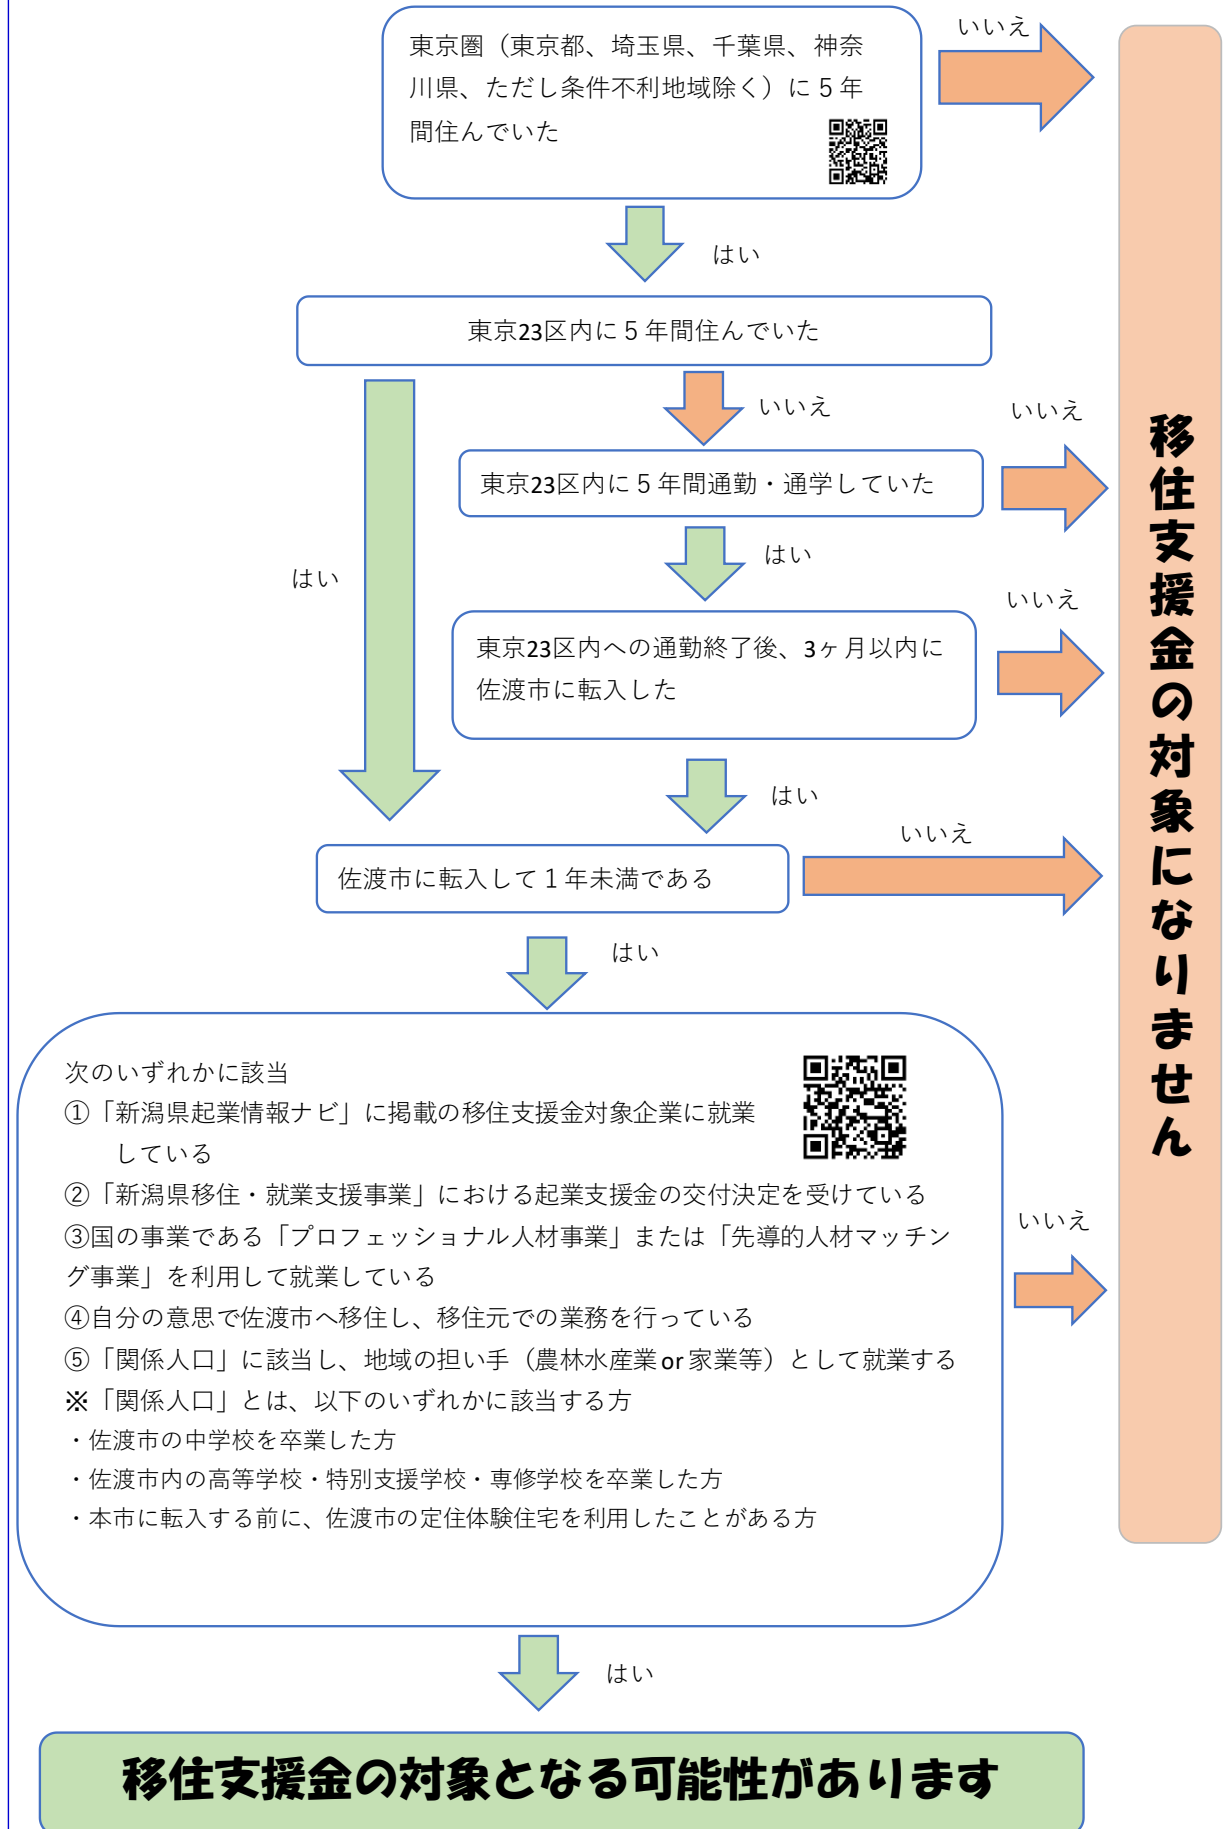 東京圏（東京都、埼玉県、千葉県、神奈
川県、ただし条件不利地域除く）に５年
間住んでいた
いいえ
はい
東京23区内に５年間住んでいた
いいえ
いいえ
東京23区内に５年間通勤・通学していた
はい
はい
いいえ
東京23区内への通勤終了後、3ヶ月以内に
佐渡市に転入した
はい
いいえ
佐渡市に転入して１年未満である
はい
次のいずれかに該当
①「新潟県起業情報ナビ」に掲載の移住支援金対象企業に就業
している
②「新潟県移住・就業支援事業」における起業支援金の交付決定を受けている
③国の事業である「プロフェッショナル人材事業」または「先導的人材マッチン
グ事業」を利用して就業している
④自分の意思で佐渡市へ移住し、移住元での業務を行っている
⑤「関係人口」に該当し、地域の担い手（農林水産業or家業等）として就業する
※「関係人口」とは、以下のいずれかに該当する方
・佐渡市の中学校を卒業した方
・佐渡市内の高等学校・特別支援学校・専修学校を卒業した方
・本市に転入する前に、佐渡市の定住体験住宅を利用したことがある方
いいえ
はい
移住支援金の対象になりません
移住支援金の対象となる可能性があります